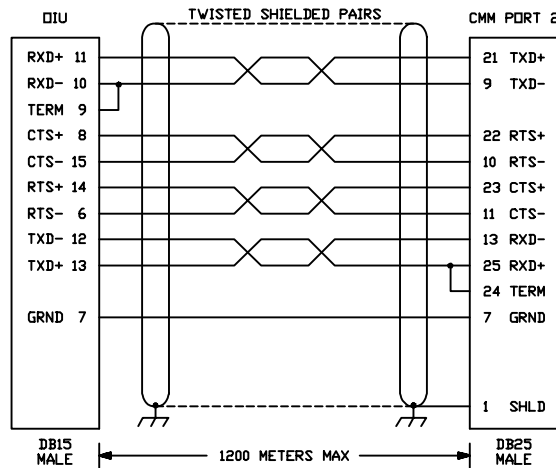 OIU TWISTED SHIELDED PAIRS CMM PORT 2
RXD+ 11 21 TXD+
RXD- 10 9 TXD-
TERM 9
CTS+ 8 22 RTS+
CTS- 15 10 RTS-
RTS+ 14 23 CTS+
RTS- 6 11 CTS-
TXD- 12 13 RXD-
TXD+ 13 25 RXD+
24 TERM
GRND 7 7 GRND
1 SHLD
DB15 DB25
MALE 1200 METERS MAX MALE